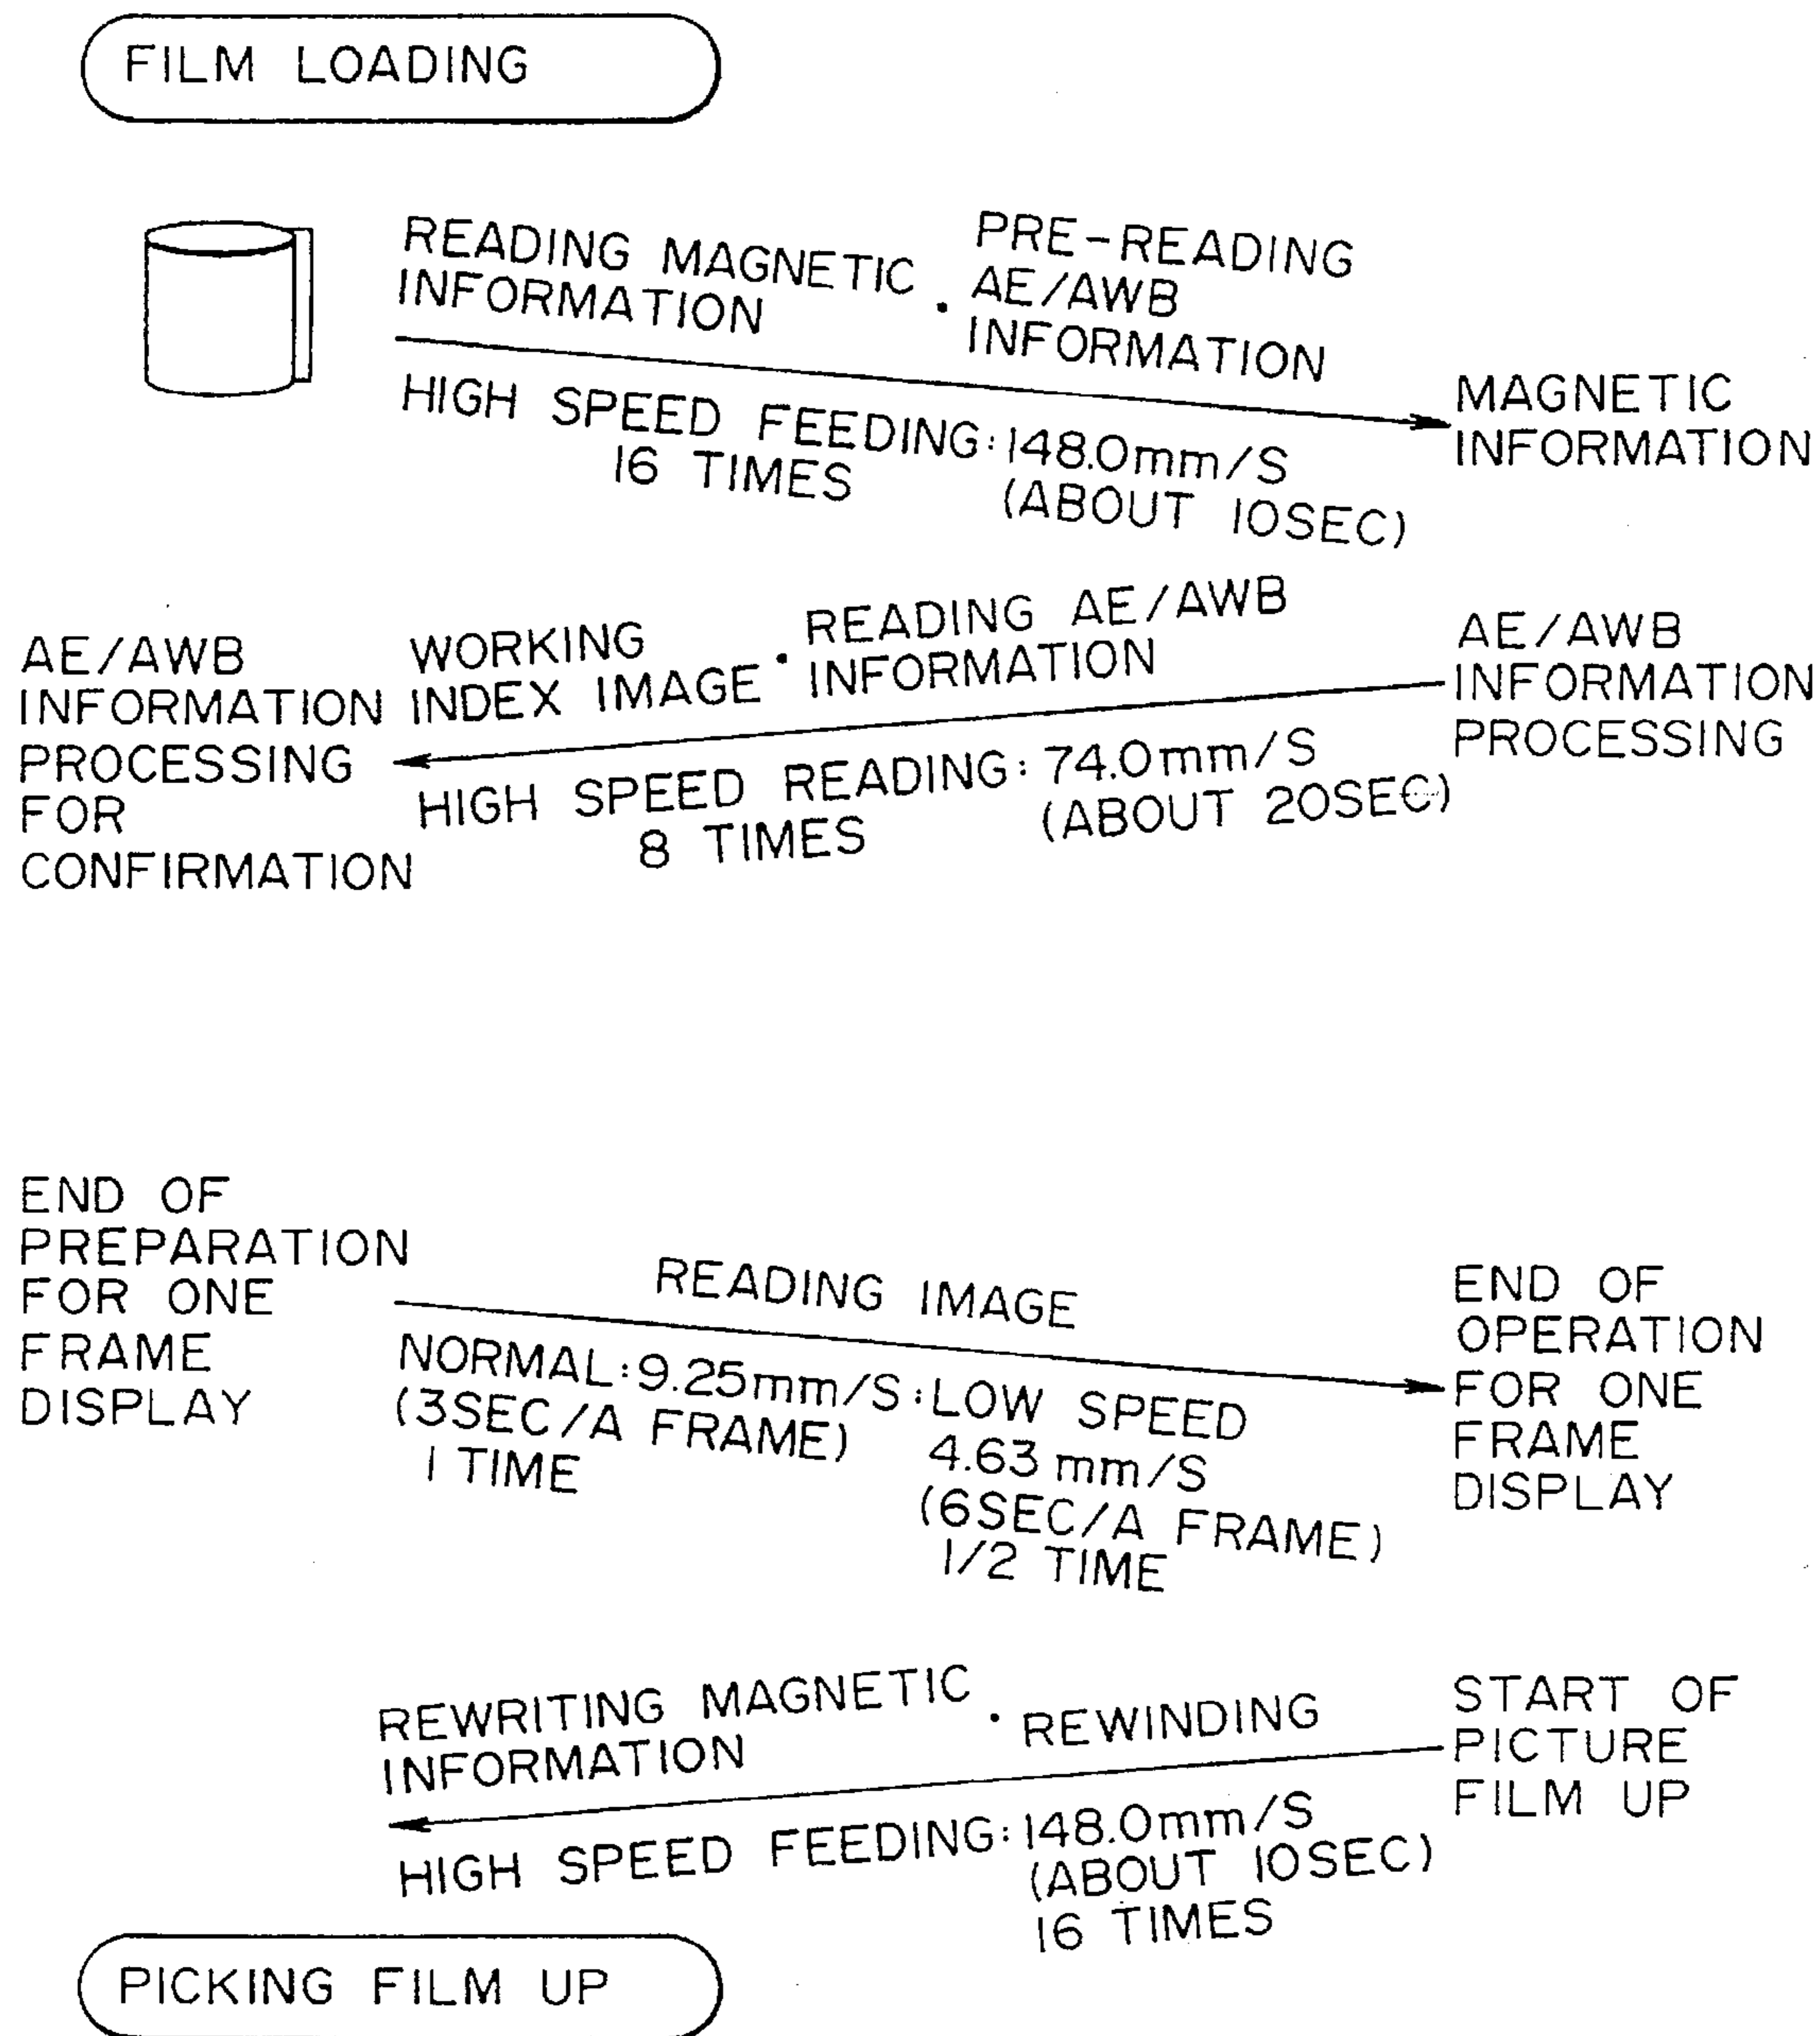 FILM LOADING
READING MAGNETIC
INFORMATION
·
PRE-READING
AE/AWB
INFORMATION
HIGH SPEED FEEDING: 148.0mm/S
16 TIMES
(ABOUT 10SEC)
MAGNETIC
INFORMATION
AE/AWB
INFORMATION
PROCESSING
FOR
CONFIRMATION
WORKING
INDEX IMAGE
·
READING AE/AWB
INFORMATION
HIGH SPEED READING: 74.0mm/S
8 TIMES
(ABOUT 20SEC)
AE/AWB
INFORMATION
PROCESSING
END OF
PREPARATION
FOR ONE
FRAME
DISPLAY
READING IMAGE
NORMAL: 9.25mm/S:
(3SEC/A FRAME)
1 TIME
LOW SPEED
4.63 mm/S
(6SEC/A FRAME)
1/2 TIME
END OF
OPERATION
FOR ONE
FRAME
DISPLAY
REWRITING MAGNETIC
INFORMATION
· REWINDING
HIGH SPEED FEEDING: 148.0mm/S
(ABOUT 10SEC)
16 TIMES
START OF
PICTURE
FILM UP
PICKING FILM UP